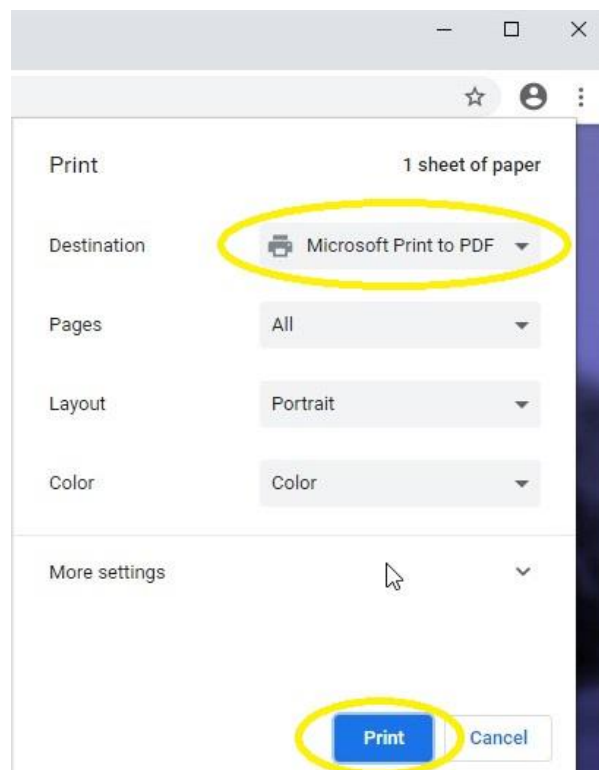 Print 1 sheet of paper
Destination Microsoft Print to PDF
Pages All
Layout Portrait
Color Color
More settings
Print Cancel